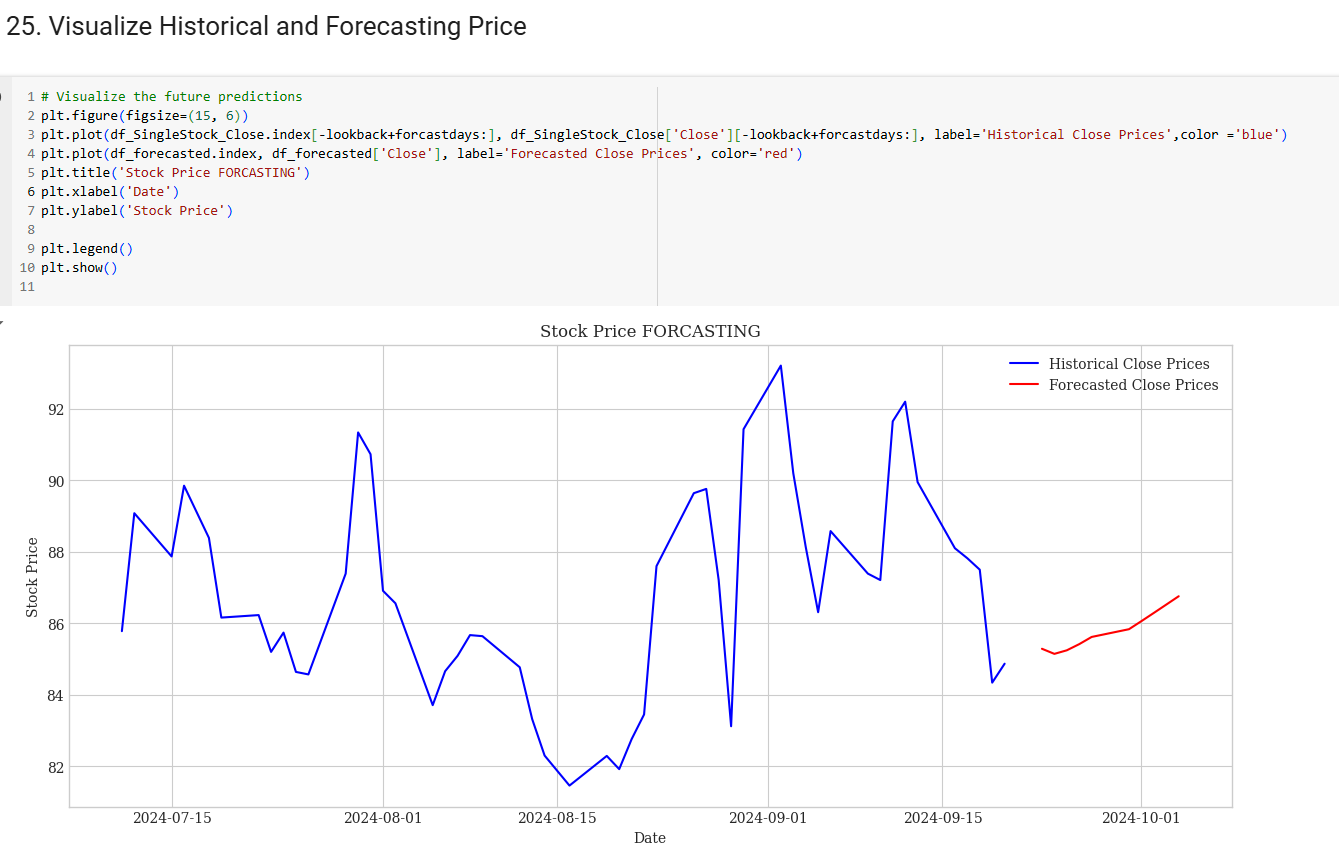 25. Visualize Historical and Forecasting Price
1 # Visualize the future predictions
2 plt.figure(figsize=(15, 6))
3 plt.plot(df_SingleStock_Close.index[-lookback+forcastdays:], df_SingleStock_Close['Close'][-lookback+forcastdays:], label='Historical Close Prices',color ='blue')
4 plt.plot(df_forecasted.index, df_forecasted['Close'], label='Forecasted Close Prices', color='red')
5 plt.title('Stock Price FORCASTING')
6 plt.xlabel('Date')
7 plt.ylabel('Stock Price')
8
9 plt.legend()
10 plt.show()
11
Stock Price FORCASTING
Historical Close Prices
Forecasted Close Prices
92
90
88
86
84
82
Stock Price
2024-07-15 2024-08-01 2024-08-15 2024-09-01 2024-09-15 2024-10-01
Date